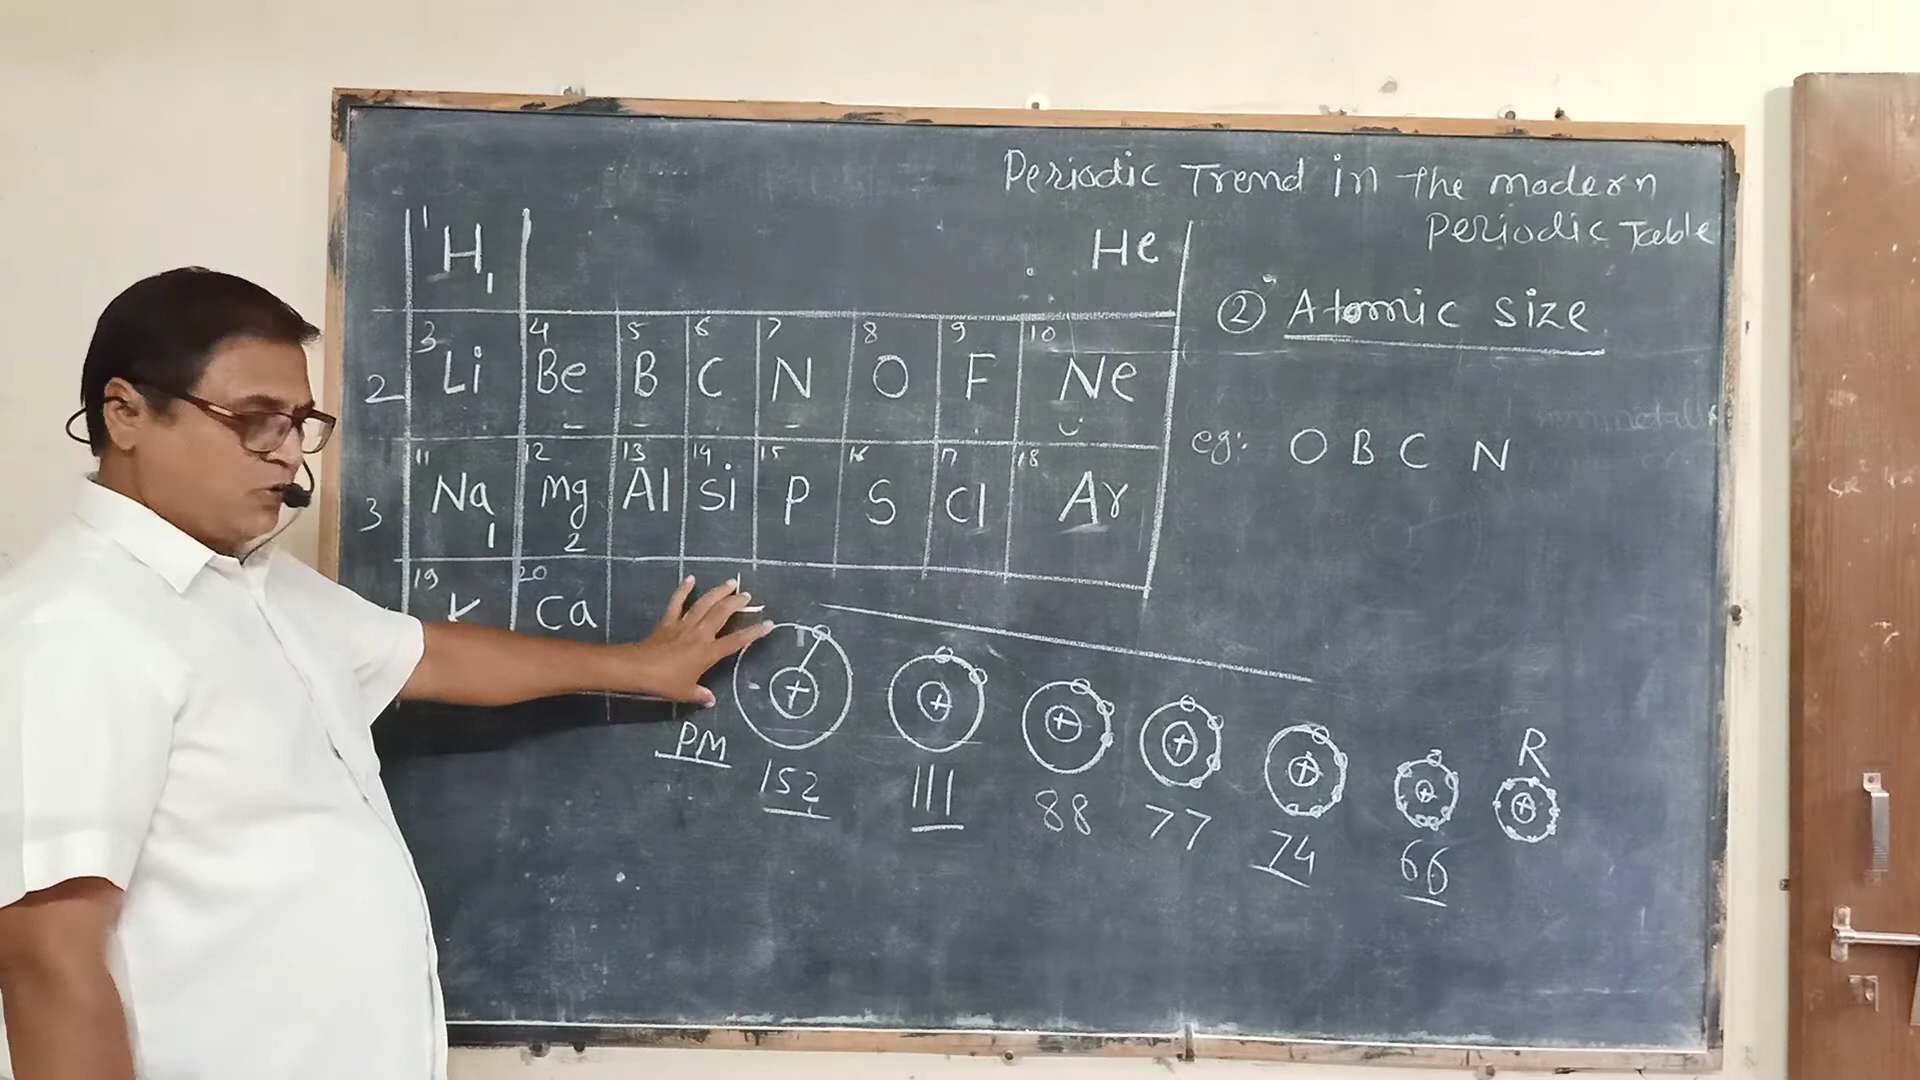 Periodic Trend in the modern
Periodic Table
1 H 1 He
② Atomic size
2 3 Li 4 Be 5 B 6 C 7 N 8 O 9 F 10 Ne
eg: O B C N
3 11 Na 1 12 Mg 2 13 Al 14 Si 15 P 16 S 17 Cl 18 Ar
19 K 20 Ca
PM 152 111 88 77 74 66 R